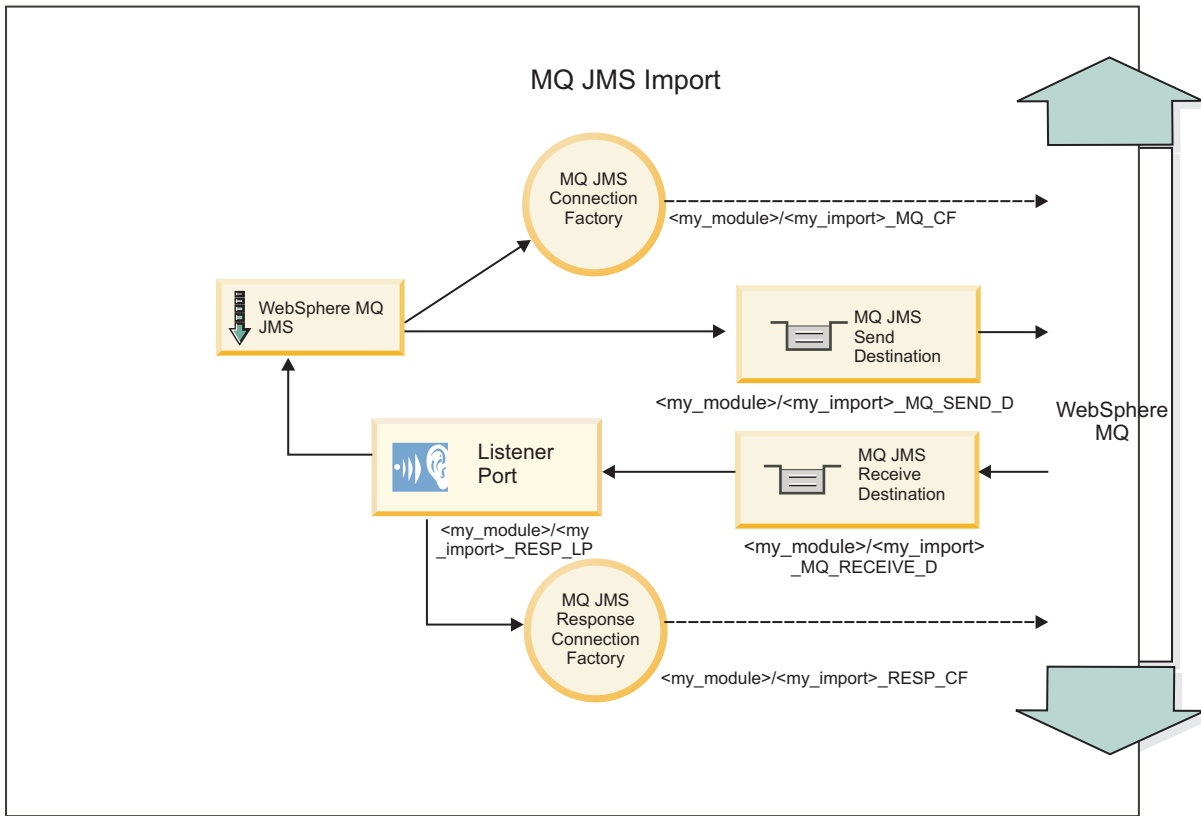 MQ JMS Import
MQ JMS
Connection
Factory
<my_module>/<my_import>_MQ_CF
WebSphere MQ
JMS
MQ JMS
Send
Destination
<my_module>/<my_import>_MQ_SEND_D
WebSphere
MQ
Listener
Port
MQ JMS
Receive
Destination
<my_module>/<my
_import>_RESP_LP
<my_module>/<my_import>
_MQ_RECEIVE_D
MQ JMS
Response
Connection
Factory
<my_module>/<my_import>_RESP_CF